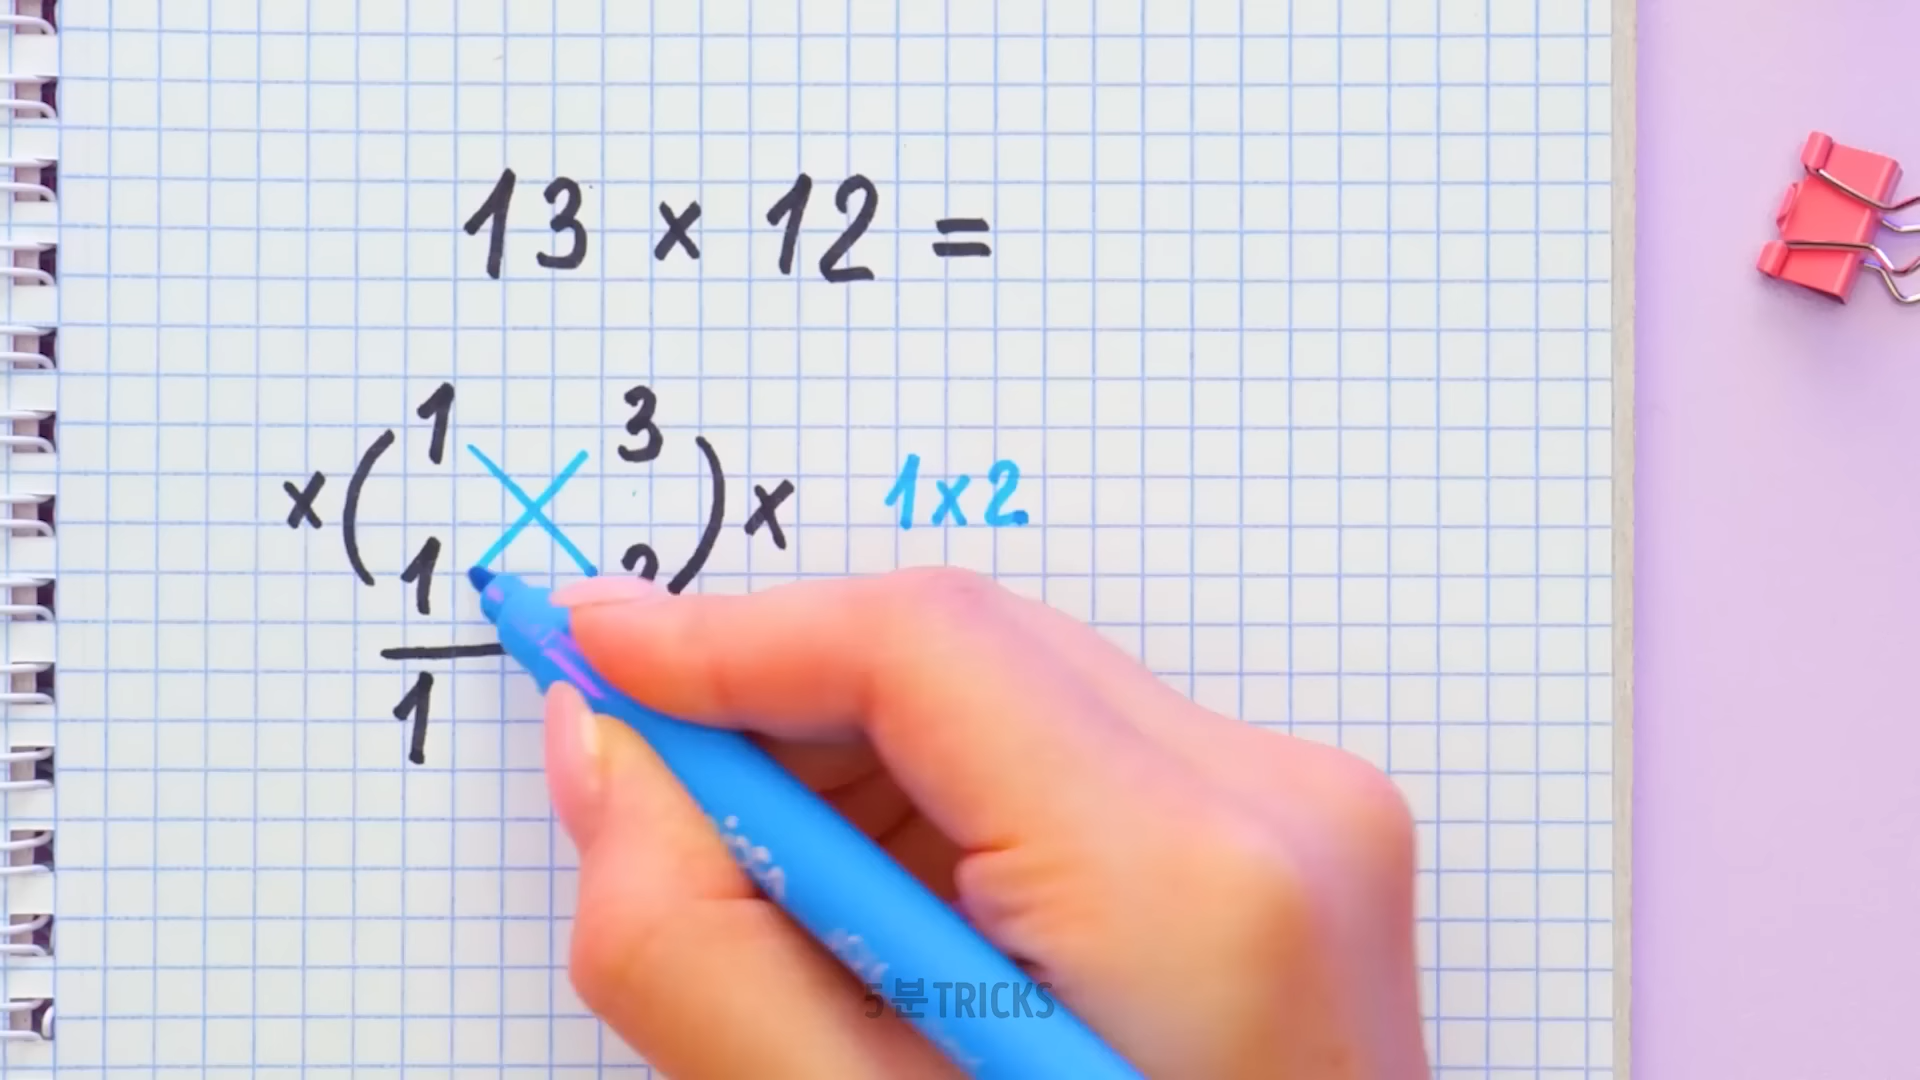 13 × 12 =
1 3
×( )× 1×2
1 2
1
5분TRICKS